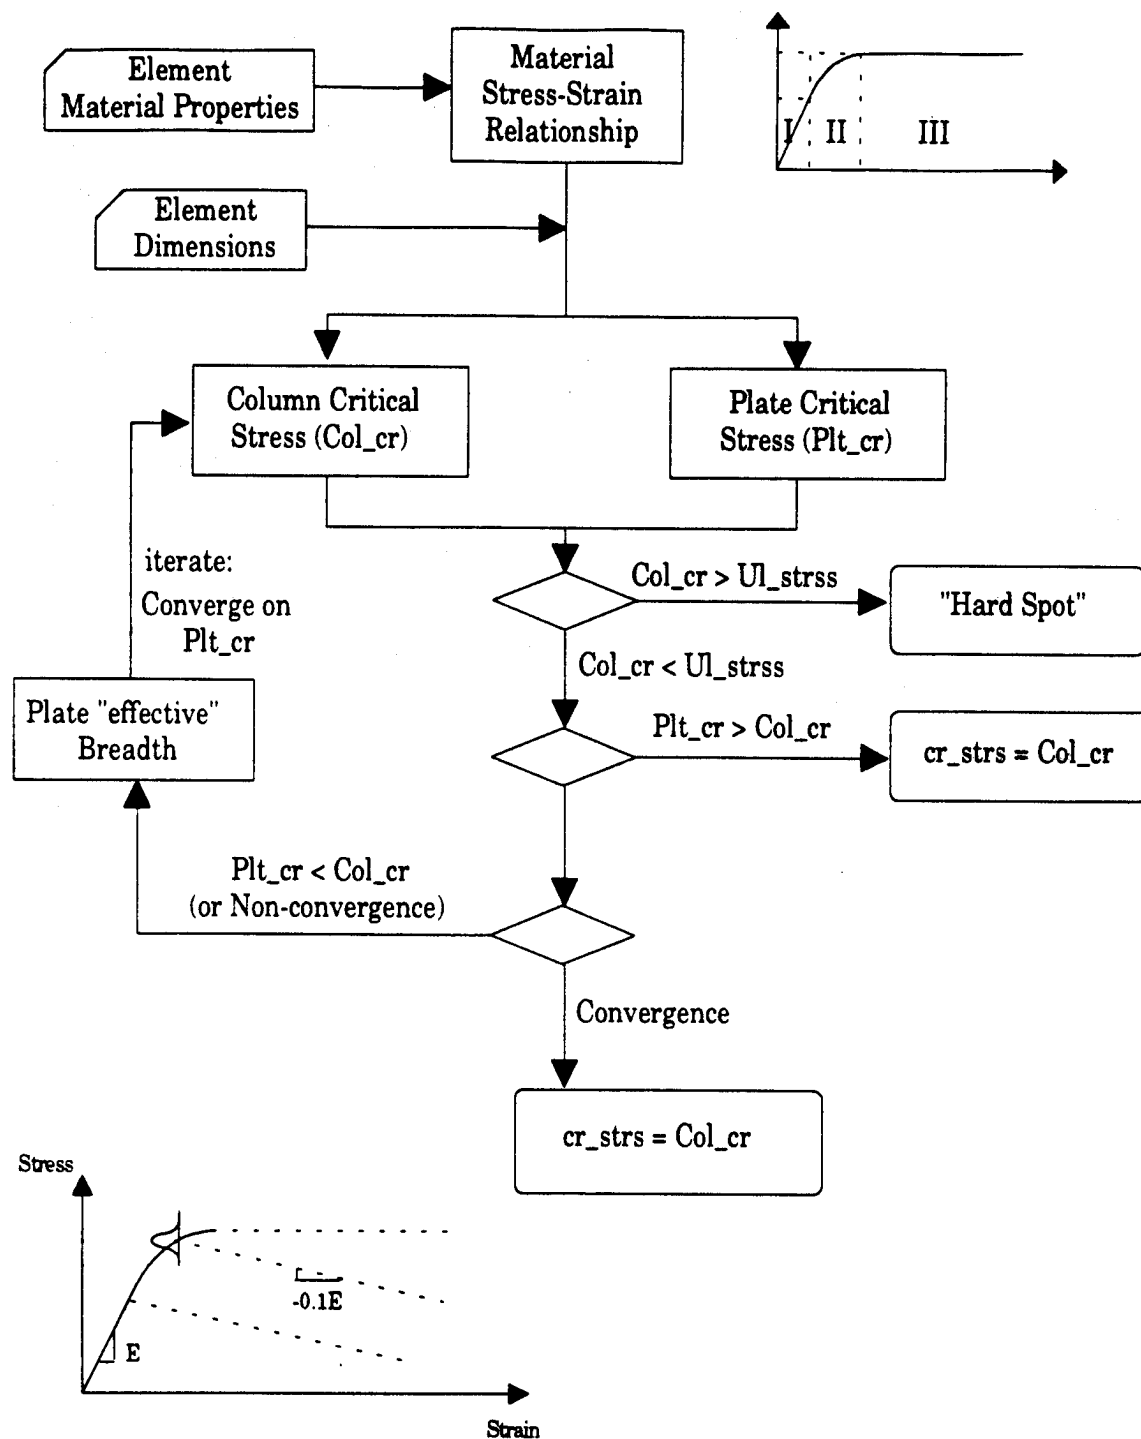 Element
Material Properties
Material
Stress-Strain
Relationship
I
II
III
Element
Dimensions
Column Critical
Stress (Col_cr)
Plate Critical
Stress (Plt_cr)
iterate:
Converge on
Plt_cr
Col_cr > Ul_strss
"Hard Spot"
Col_cr < Ul_strss
Plate "effective"
Breadth
Plt_cr > Col_cr
cr_strs = Col_cr
Plt_cr < Col_cr
(or Non-convergence)
Convergence
cr_strs = Col_cr
Stress
-0.1E
E
Strain